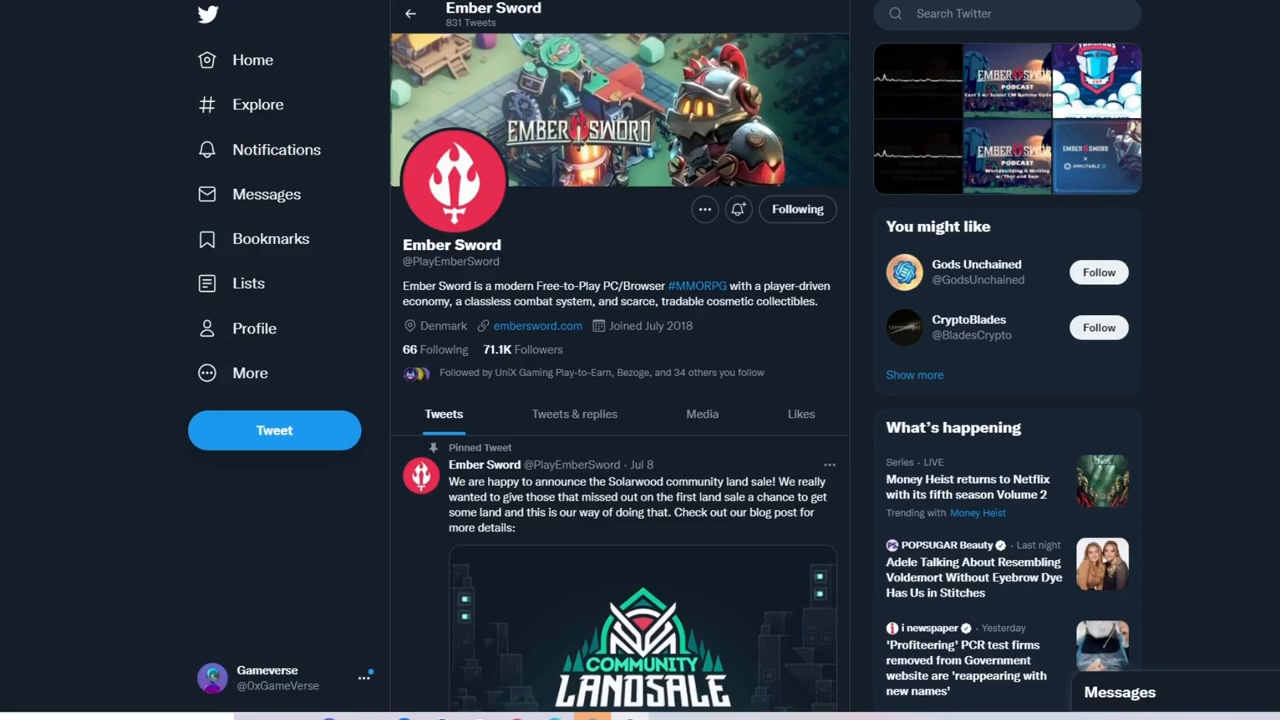 Home
Explore
Notifications
Messages
Bookmarks
Lists
Profile
More
Tweet
Gameverse
@0xGameVerse
Ember Sword
831 Tweets
EMBER SWORD
Following
Ember Sword
@PlayEmberSword
Ember Sword is a modern Free-to-Play PC/Browser #MMORPG with a player-driven
economy, a classless combat system, and scarce, tradable cosmetic collectibles.
Denmark embersword.com Joined July 2018
66 Following 71.1K Followers
Followed by UniX Gaming Play-to-Earn, Bezoge, and 34 others you follow
Tweets Tweets & replies Media Likes
Pinned Tweet
Ember Sword @PlayEmberSword · Jul 8
We are happy to announce the Solarwood community land sale! We really
wanted to give those that missed out on the first land sale a chance to get
some land and this is our way of doing that. Check out our blog post for
more details:
COMMUNITY
LANDSALE
Search Twitter
EMBER SWORD
PODCAST
EMBER SWORD
PODCAST
EMBER SWORD
X
IMMUTABLE X
You might like
Gods Unchained
@GodsUnchained
Follow
CryptoBlades
@BladesCrypto
Follow
Show more
What's happening
Series · LIVE
Money Heist returns to Netflix
with its fifth season Volume 2
Trending with Money Heist
POPSUGAR Beauty · Last night
Adele Talking About Resembling
Voldemort Without Eyebrow Dye
Has Us in Stitches
i newspaper · Yesterday
'Profiteering' PCR test firms
removed from Government
website are 'reappearing with
new names'
Messages